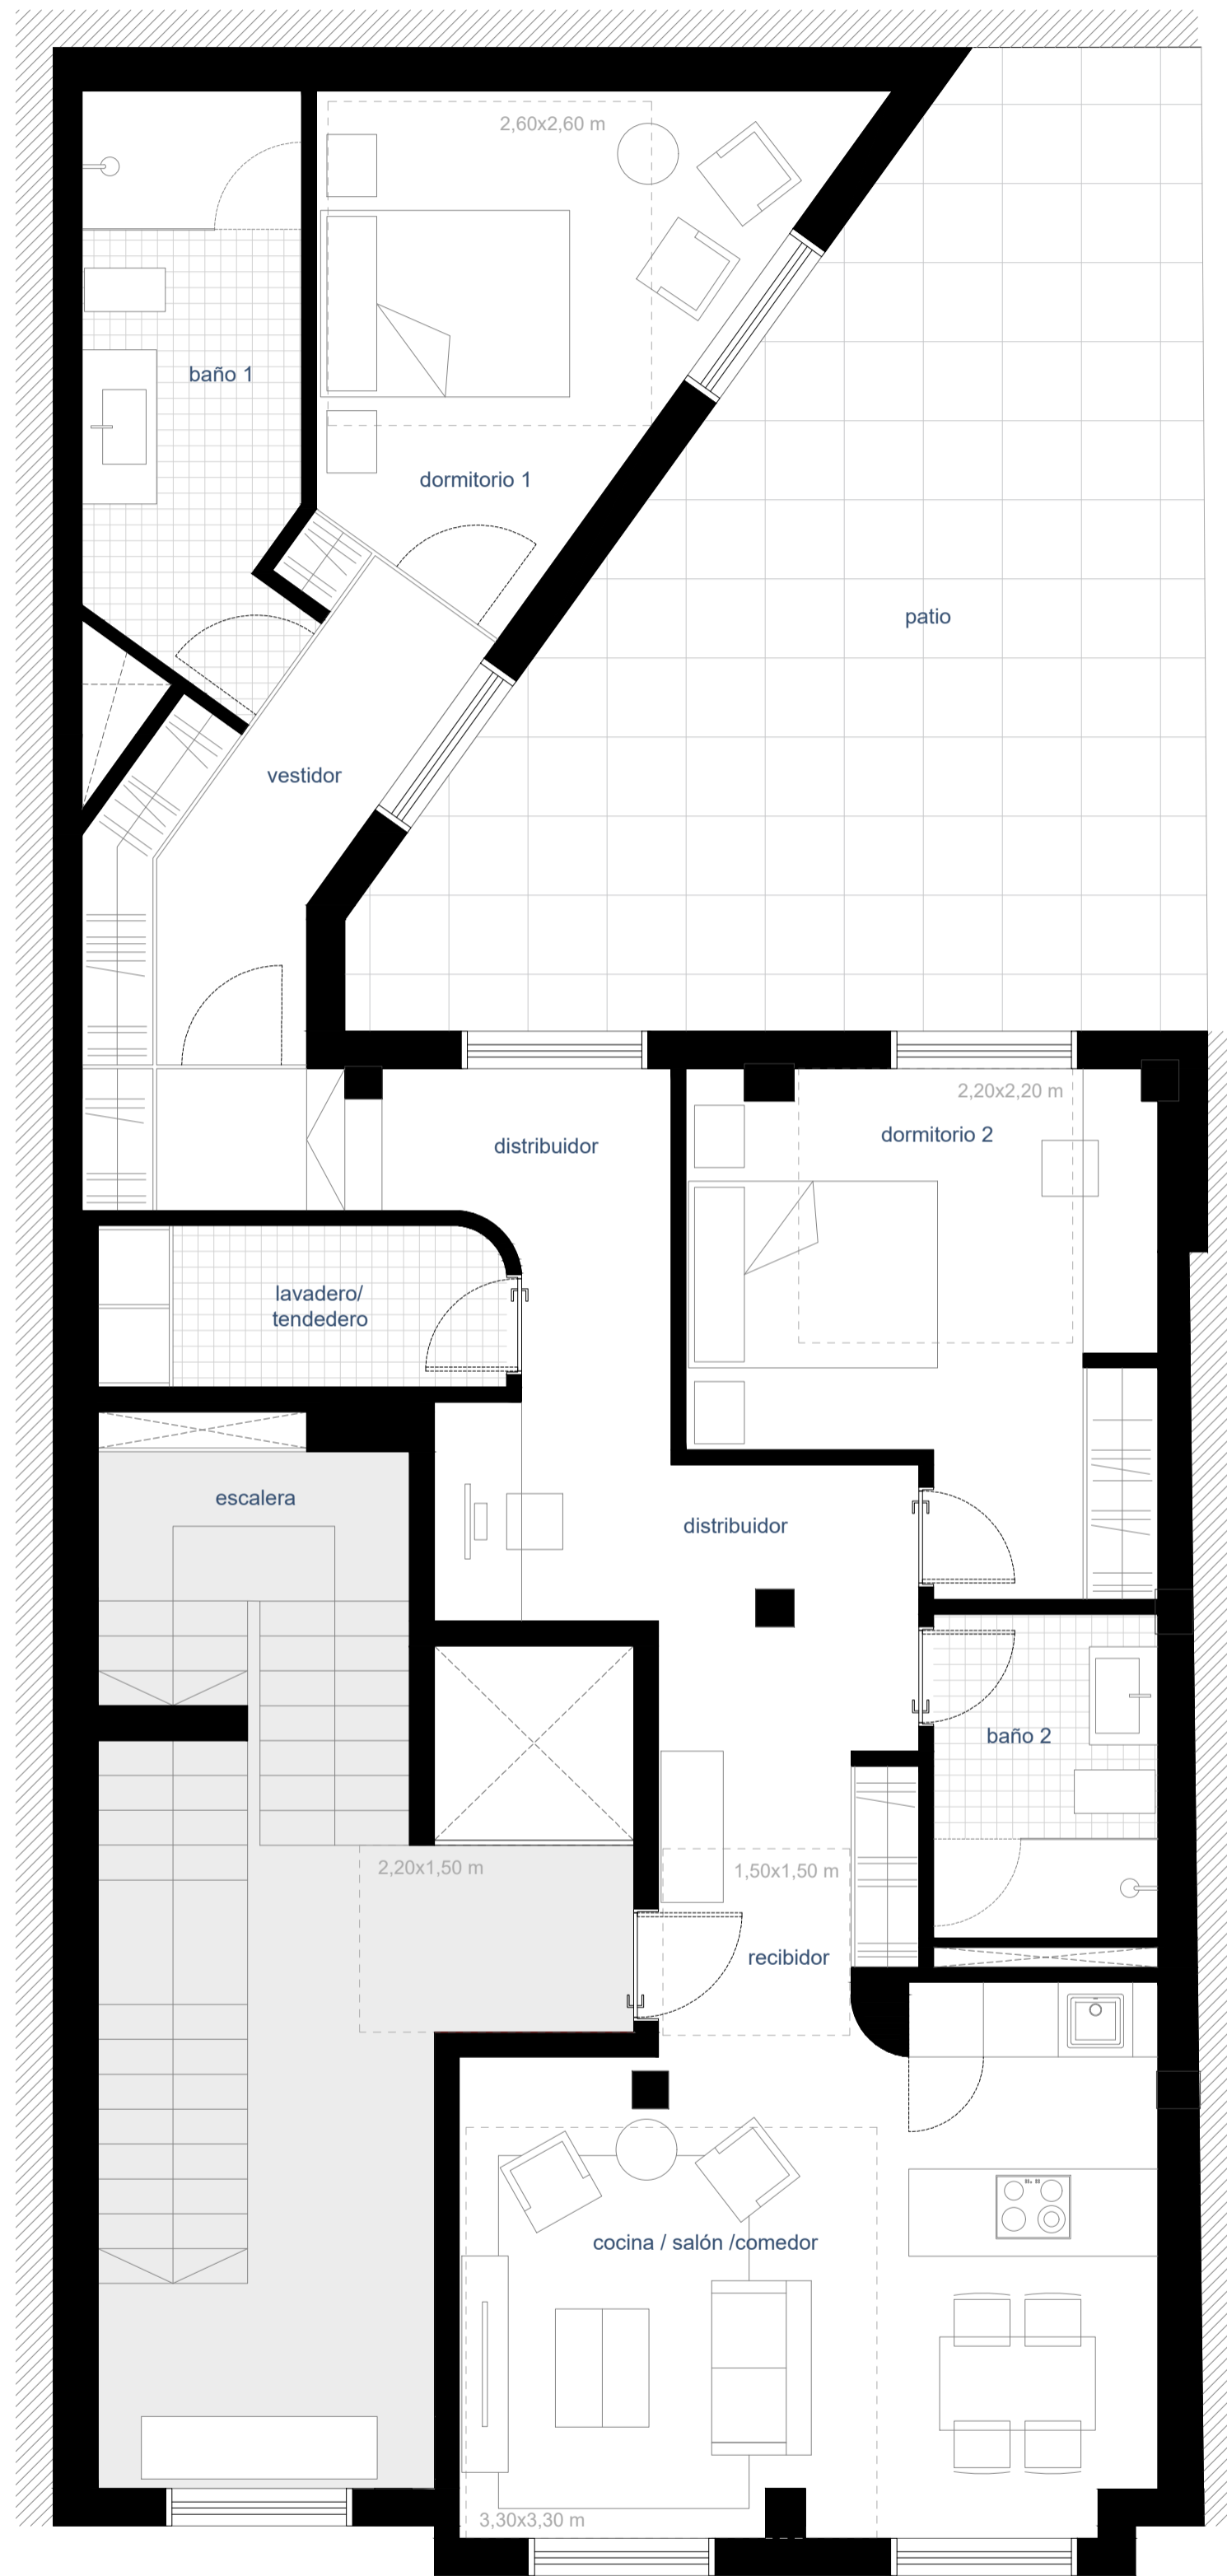 2,60x2,60 m
baño 1
dormitorio 1
patio
vestidor
2,20x2,20 m
dormitorio 2
distribuidor
lavadero/
tendedero
escalera
distribuidor
baño 2
2,20x1,50 m
1,50x1,50 m
recibidor
cocina / salón /comedor
3,30x3,30 m